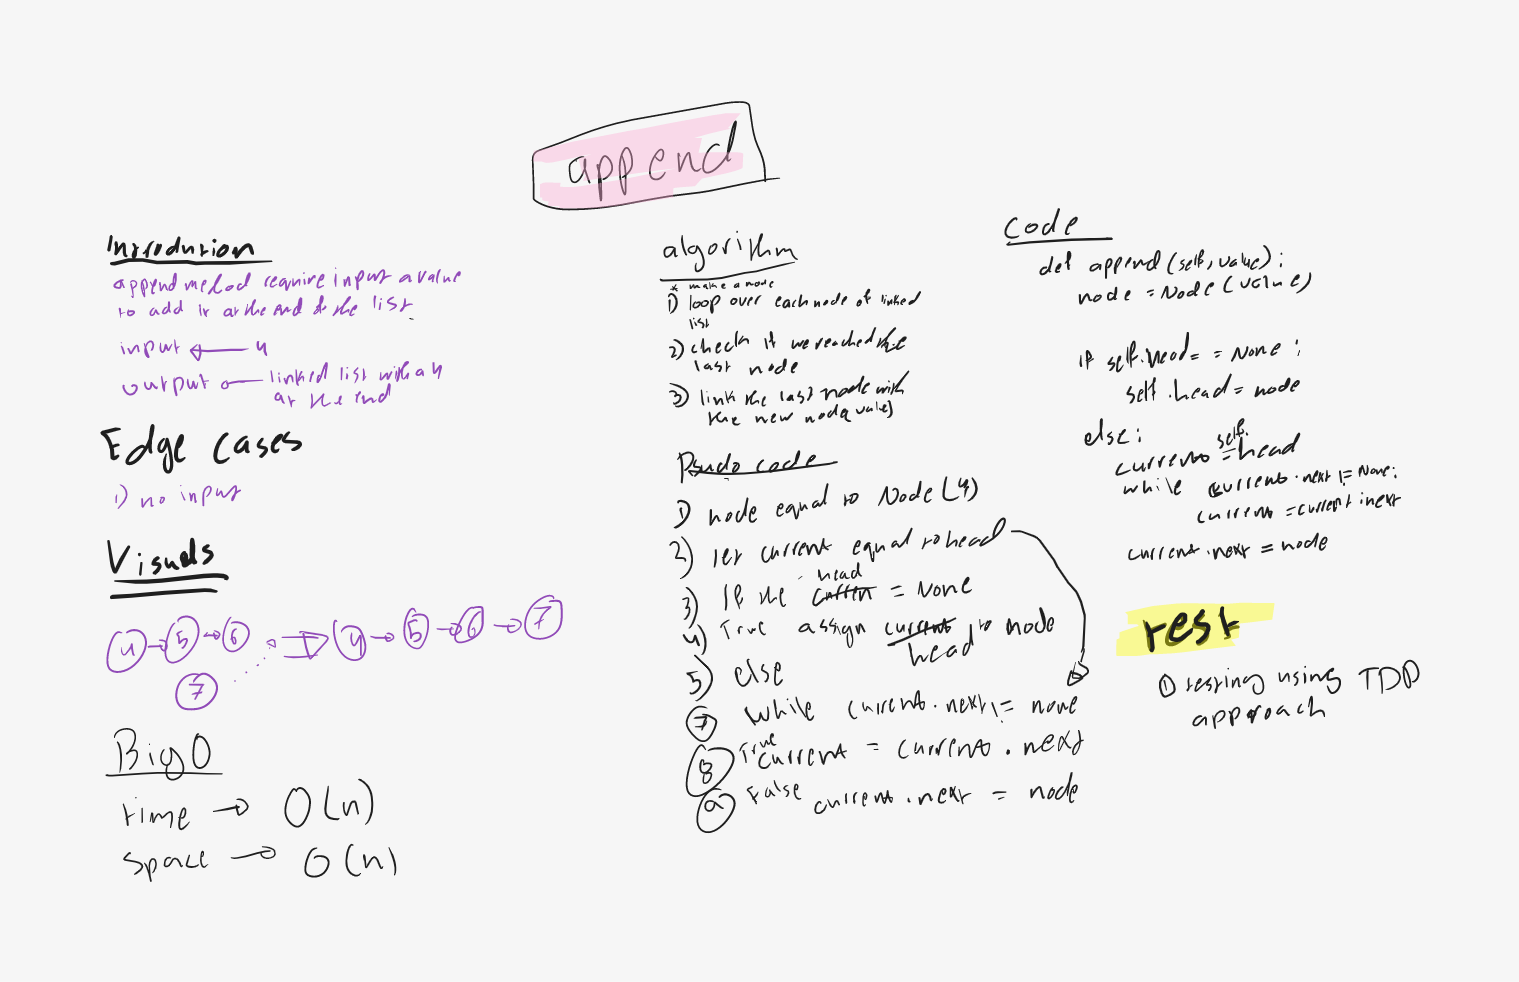 append
Introduction
append method require input a value
to add it at the end of the list.
input ← 4
output ← linked list with a 4
at the end
Edge cases
1) no input
Visuals
4 → 5 → 6 ⇒ 4 → 5 → 6 → 7
7
Big O
time → O(n)
space → O(n)
algorithm
* make a node
1) loop over each node of linked
list
2) check if we reached the
last node
3) link the last node with
the new node(value)
Psudo code
1) node equal to Node(4)
2) let current equal to head
3) If the head = None
4) True assign head to node
5) else
7 while current.next != none
8 True current = current.next
9 False current.next = node
Code
def append(self, value):
node = Node(value)
if self.head == None:
self.head = node
else:
current = self.head
while current.next != None:
current = current.next
current.next = node
test
1) testing using TDD
approach